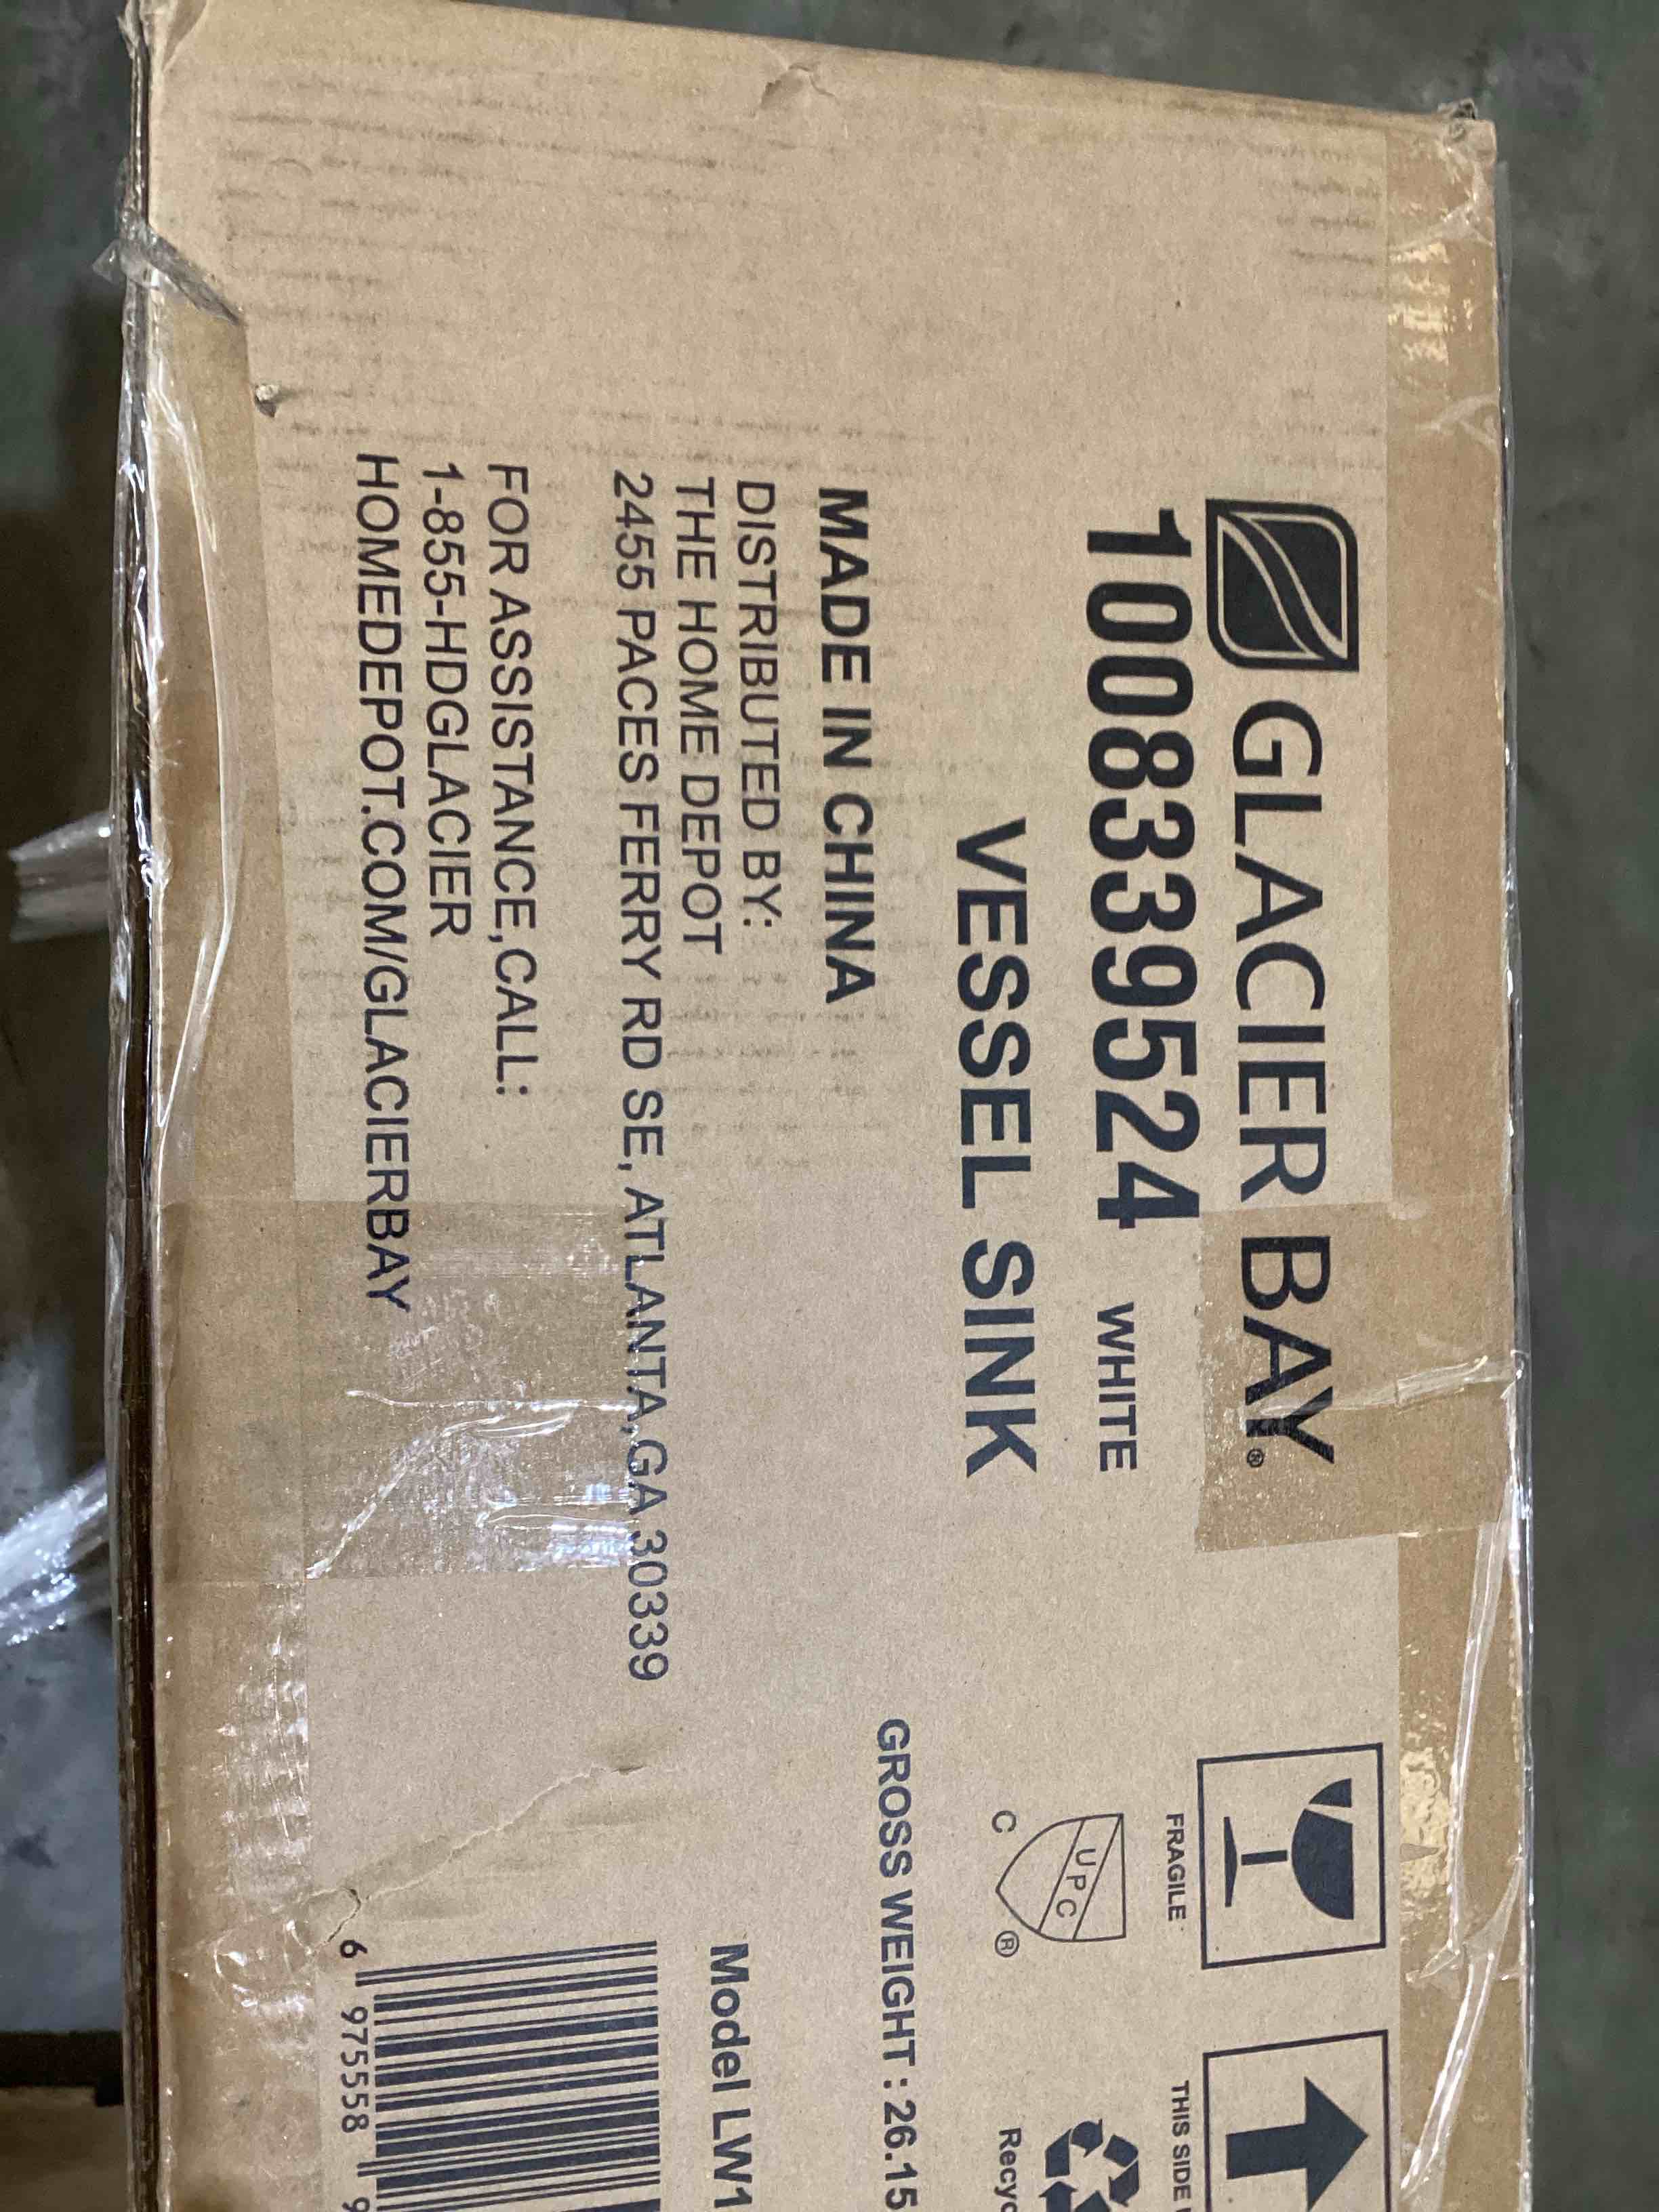 GLACIER BAY®
1008339524 WHITE
VESSEL SINK
MADE IN CHINA
DISTRIBUTED BY:
THE HOME DEPOT
2455 PACES FERRY RD SE, ATLANTA,GA 30339
FOR ASSISTANCE,CALL:
1-855-HDGLACIER
HOMEDEPOT.COM/GLACIERBAY
FRAGILE
THIS SIDE
UPC
C ®
GROSS WEIGHT : 26.15
Model LW1
6 975558 9